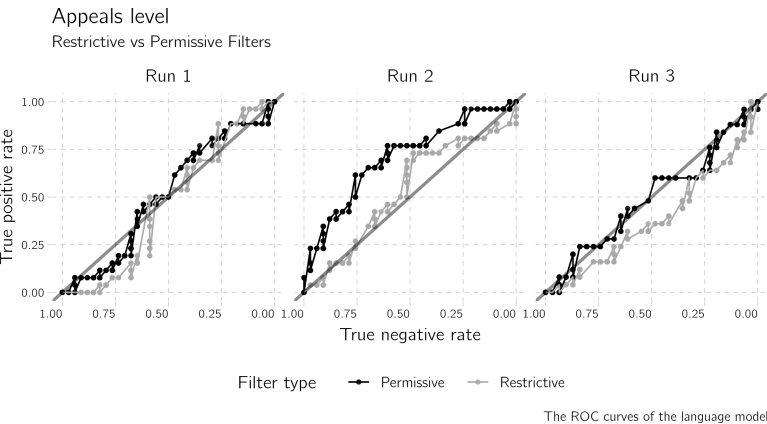 Appeals level
Restrictive vs Permissive Filters
Run 1 Run 2 Run 3
True positive rate
1.00
0.75
0.50
0.25
0.00
1.00 0.75 0.50 0.25 0.00 1.00 0.75 0.50 0.25 0.00 1.00 0.75 0.50 0.25 0.00
True negative rate
Filter type Permissive Restrictive
The ROC curves of the language model